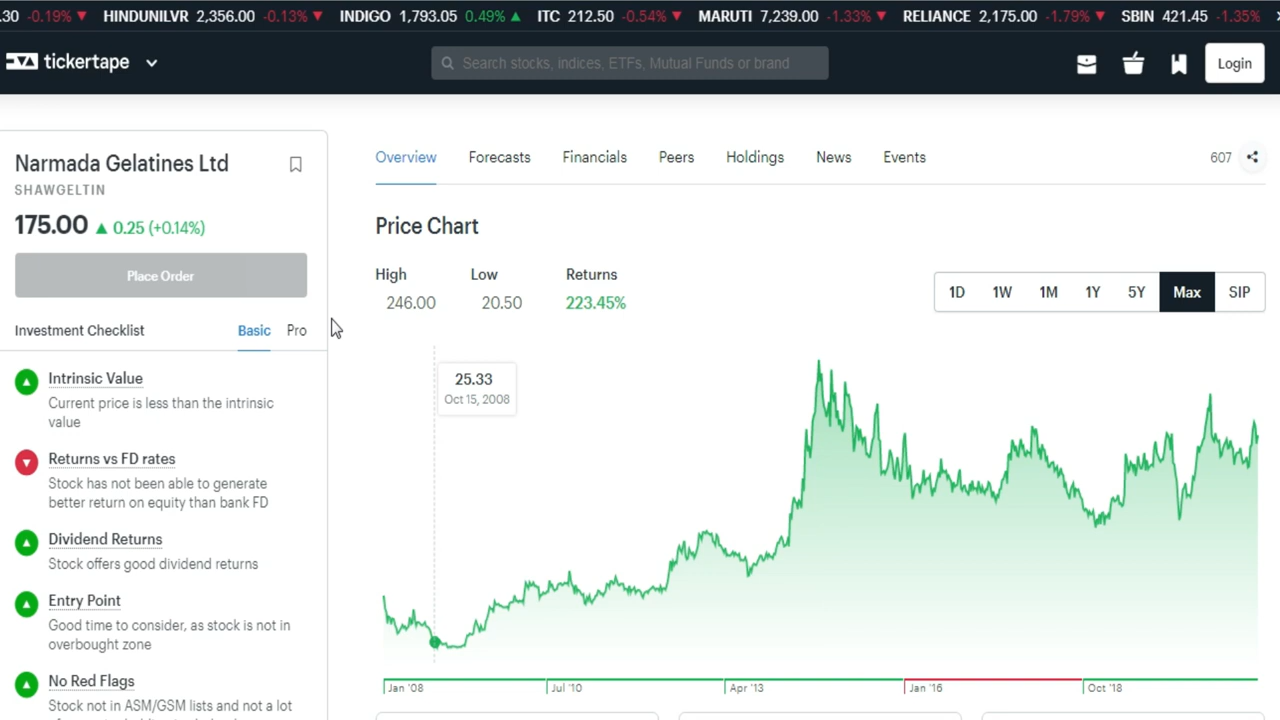 .30 -0.19% ▼ HINDUNILVR 2,356.00 -0.13% ▼ INDIGO 1,793.05 0.49% ▲ ITC 212.50 -0.54% ▼ MARUTI 7,239.00 -1.33% ▼ RELIANCE 2,175.00 -1.79% ▼ SBIN 421.45 -1.35%
tickertape
Search stocks, indices, ETFs, Mutual Funds or brand
Login
Narmada Gelatines Ltd
SHAWGELTIN
175.00 ▲ 0.25 (+0.14%)
Place Order
Investment Checklist Basic Pro
Intrinsic Value
Current price is less than the intrinsic
value
Returns vs FD rates
Stock has not been able to generate
better return on equity than bank FD
Dividend Returns
Stock offers good dividend returns
Entry Point
Good time to consider, as stock is not in
overbought zone
No Red Flags
Stock not in ASM/GSM lists and not a lot
Overview Forecasts Financials Peers Holdings News Events 607
Price Chart
High Low Returns
246.00 20.50 223.45%
1D 1W 1M 1Y 5Y Max SIP
25.33
Oct 15, 2008
Jan '08 Jul '10 Apr '13 Jan '16 Oct '18